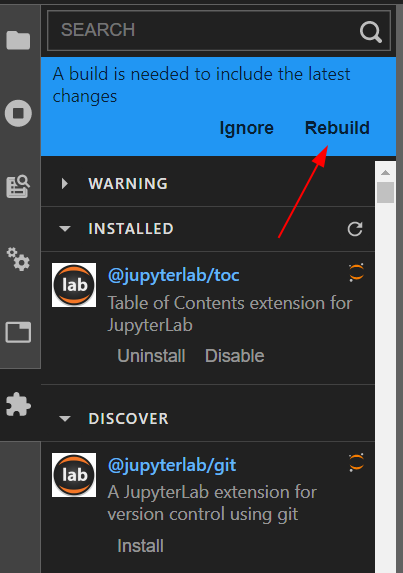 SEARCH
A build is needed to include the latest
changes
Ignore Rebuild
WARNING
INSTALLED
lab
@jupyterlab/toc
Table of Contents extension for
JupyterLab
Uninstall Disable
DISCOVER
lab
@jupyterlab/git
A JupyterLab extension for
version control using git
Install